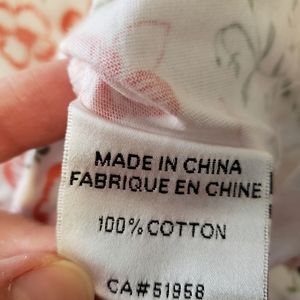 MADE IN CHINA
FABRIQUE EN CHINE
100% COTTON
CA#51958